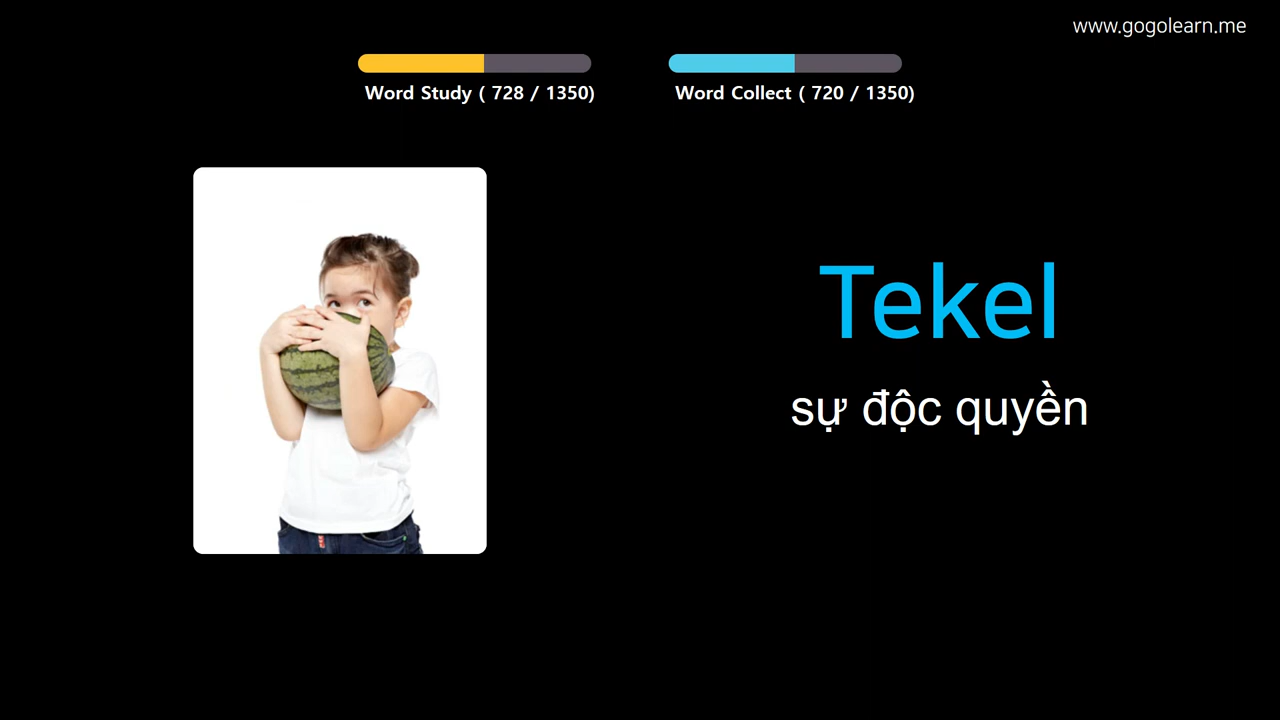 www.gogolearn.me
Word Study ( 728 / 1350)
Word Collect ( 720 / 1350)
Tekel
sự độc quyền